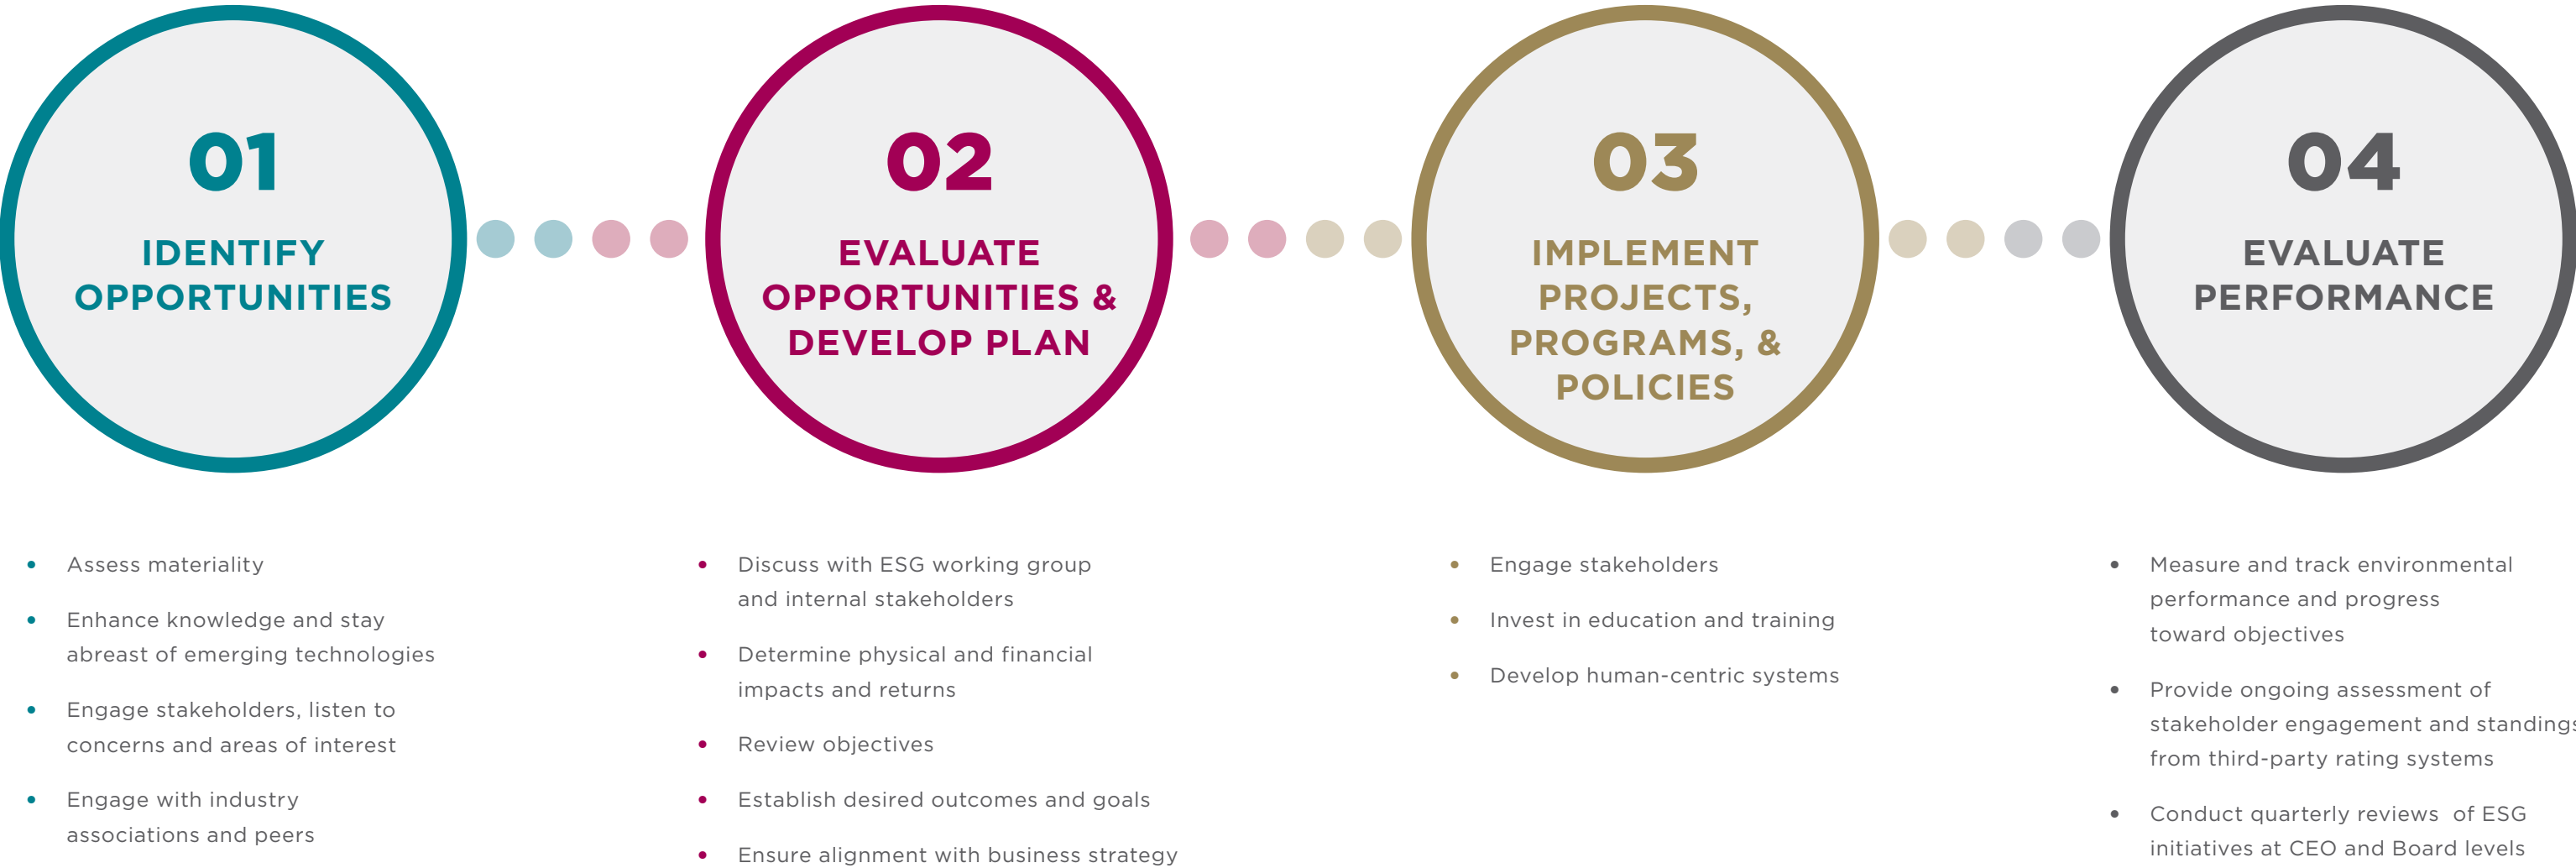 01
IDENTIFY
OPPORTUNITIES
• Assess materiality
• Enhance knowledge and stay
abreast of emerging technologies
• Engage stakeholders, listen to
concerns and areas of interest
• Engage with industry
associations and peers
02
EVALUATE
OPPORTUNITIES &
DEVELOP PLAN
• Discuss with ESG working group
and internal stakeholders
• Determine physical and financial
impacts and returns
• Review objectives
• Establish desired outcomes and goals
• Ensure alignment with business strategy
03
IMPLEMENT
PROJECTS,
PROGRAMS, &
POLICIES
• Engage stakeholders
• Invest in education and training
• Develop human-centric systems
04
EVALUATE
PERFORMANCE
• Measure and track environmental
performance and progress
toward objectives
• Provide ongoing assessment of
stakeholder engagement and standings
from third-party rating systems
• Conduct quarterly reviews of ESG
initiatives at CEO and Board levels